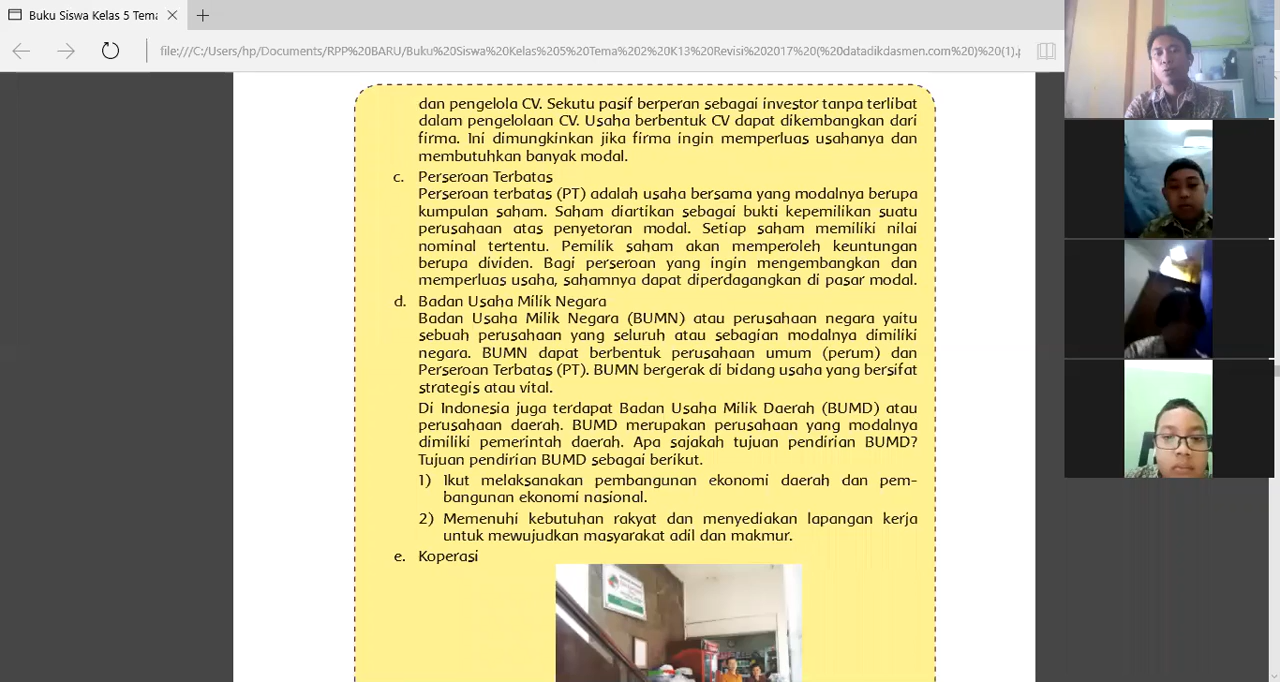 Buku Siswa Kelas 5 Tema
file:///C:/Users/hp/Documents/RPP%20BARU/Buku%20Siswa%20Kelas%205%20Tema%202%20K13%20Revisi%202017%20(%20datadikdasmen.com%20)%20(1).p
dan pengelola CV. Sekutu pasif berperan sebagai investor tanpa terlibat
dalam pengelolaan CV. Usaha berbentuk CV dapat dikembangkan dari
firma. Ini dimungkinkan jika firma ingin memperluas usahanya dan
membutuhkan banyak modal.
c. Perseroan Terbatas
Perseroan terbatas (PT) adalah usaha bersama yang modalnya berupa
kumpulan saham. Saham diartikan sebagai bukti kepemilikan suatu
perusahaan atas penyetoran modal. Setiap saham memiliki nilai
nominal tertentu. Pemilik saham akan memperoleh keuntungan
berupa dividen. Bagi perseroan yang ingin mengembangkan dan
memperluas usaha, sahamnya dapat diperdagangkan di pasar modal.
d. Badan Usaha Milik Negara
Badan Usaha Milik Negara (BUMN) atau perusahaan negara yaitu
sebuah perusahaan yang seluruh atau sebagian modalnya dimiliki
negara. BUMN dapat berbentuk perusahaan umum (perum) dan
Perseroan Terbatas (PT). BUMN bergerak di bidang usaha yang bersifat
strategis atau vital.
Di Indonesia juga terdapat Badan Usaha Milik Daerah (BUMD) atau
perusahaan daerah. BUMD merupakan perusahaan yang modalnya
dimiliki pemerintah daerah. Apa sajakah tujuan pendirian BUMD?
Tujuan pendirian BUMD sebagai berikut.
1) Ikut melaksanakan pembangunan ekonomi daerah dan pem-
bangunan ekonomi nasional.
2) Memenuhi kebutuhan rakyat dan menyediakan lapangan kerja
untuk mewujudkan masyarakat adil dan makmur.
e. Koperasi